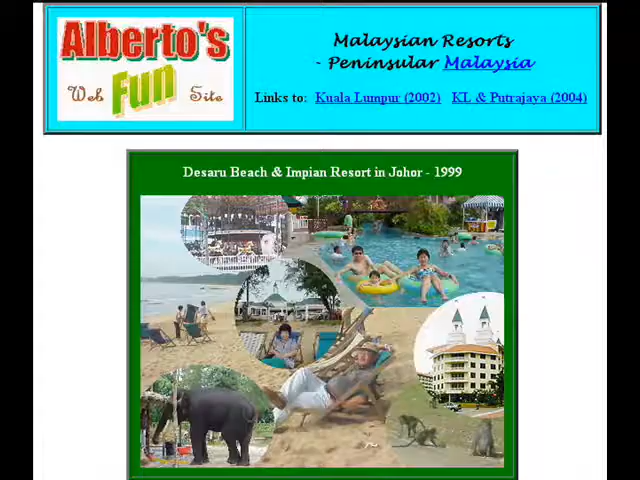 Alberto's
Fun
Web Site
Malaysian Resorts
- Peninsular Malaysia
Links to: Kuala Lumpur (2002) KL & Putrajaya (2004)
Desaru Beach & Impian Resort in Johor - 1999